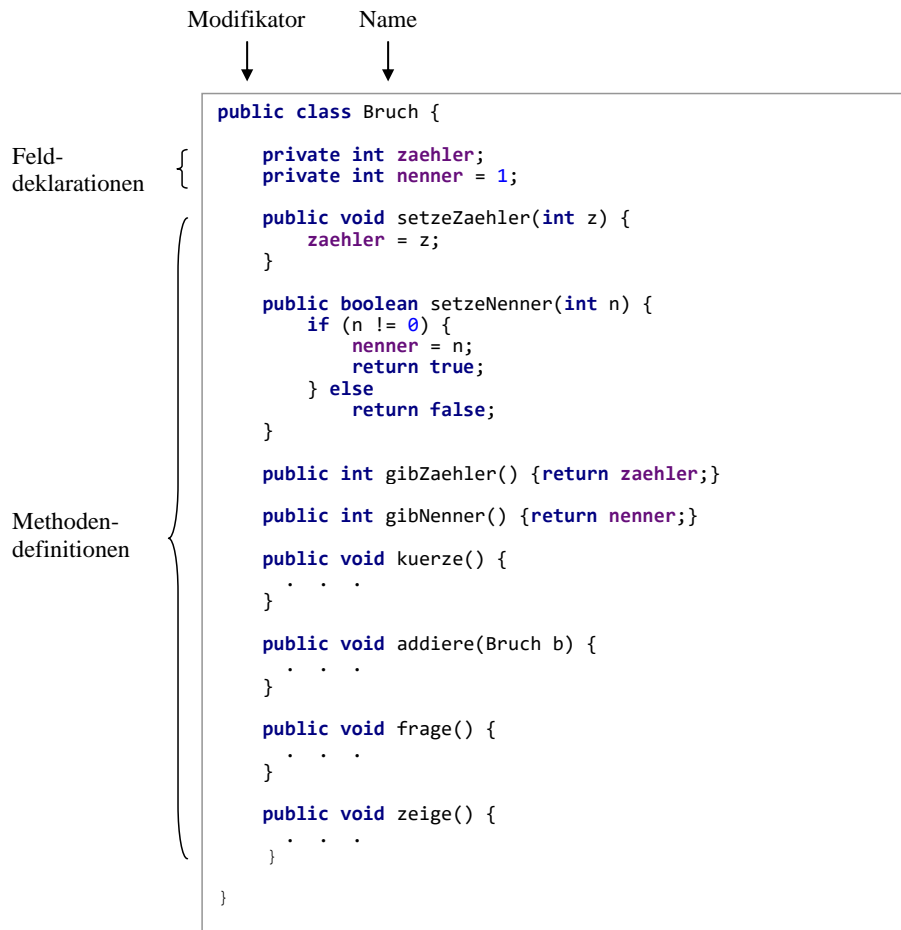 Modifikator Name
public class Bruch {
Feld-
deklarationen
private int zaehler;
private int nenner = 1;
Methoden-
definitionen
public void setzeZaehler(int z) {
zaehler = z;
}
public boolean setzeNenner(int n) {
if (n != 0) {
nenner = n;
return true;
} else
return false;
}
public int gibZaehler() {return zaehler;}
public int gibNenner() {return nenner;}
public void kuerze() {
. . .
}
public void addiere(Bruch b) {
. . .
}
public void frage() {
. . .
}
public void zeige() {
. . .
}
}